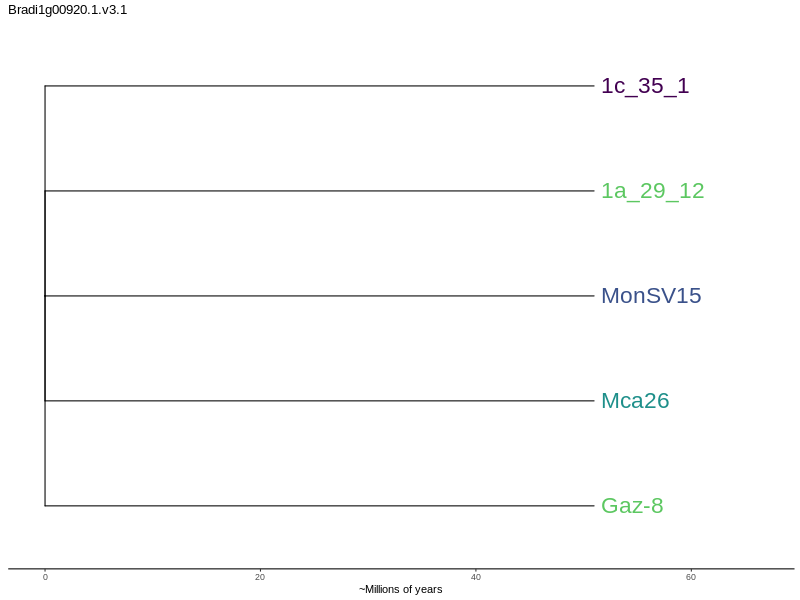 Bradi1g00920.1.v3.1
1c_35_1
1a_29_12
MonSV15
Mca26
Gaz-8
0 20 40 60
~Millions of years